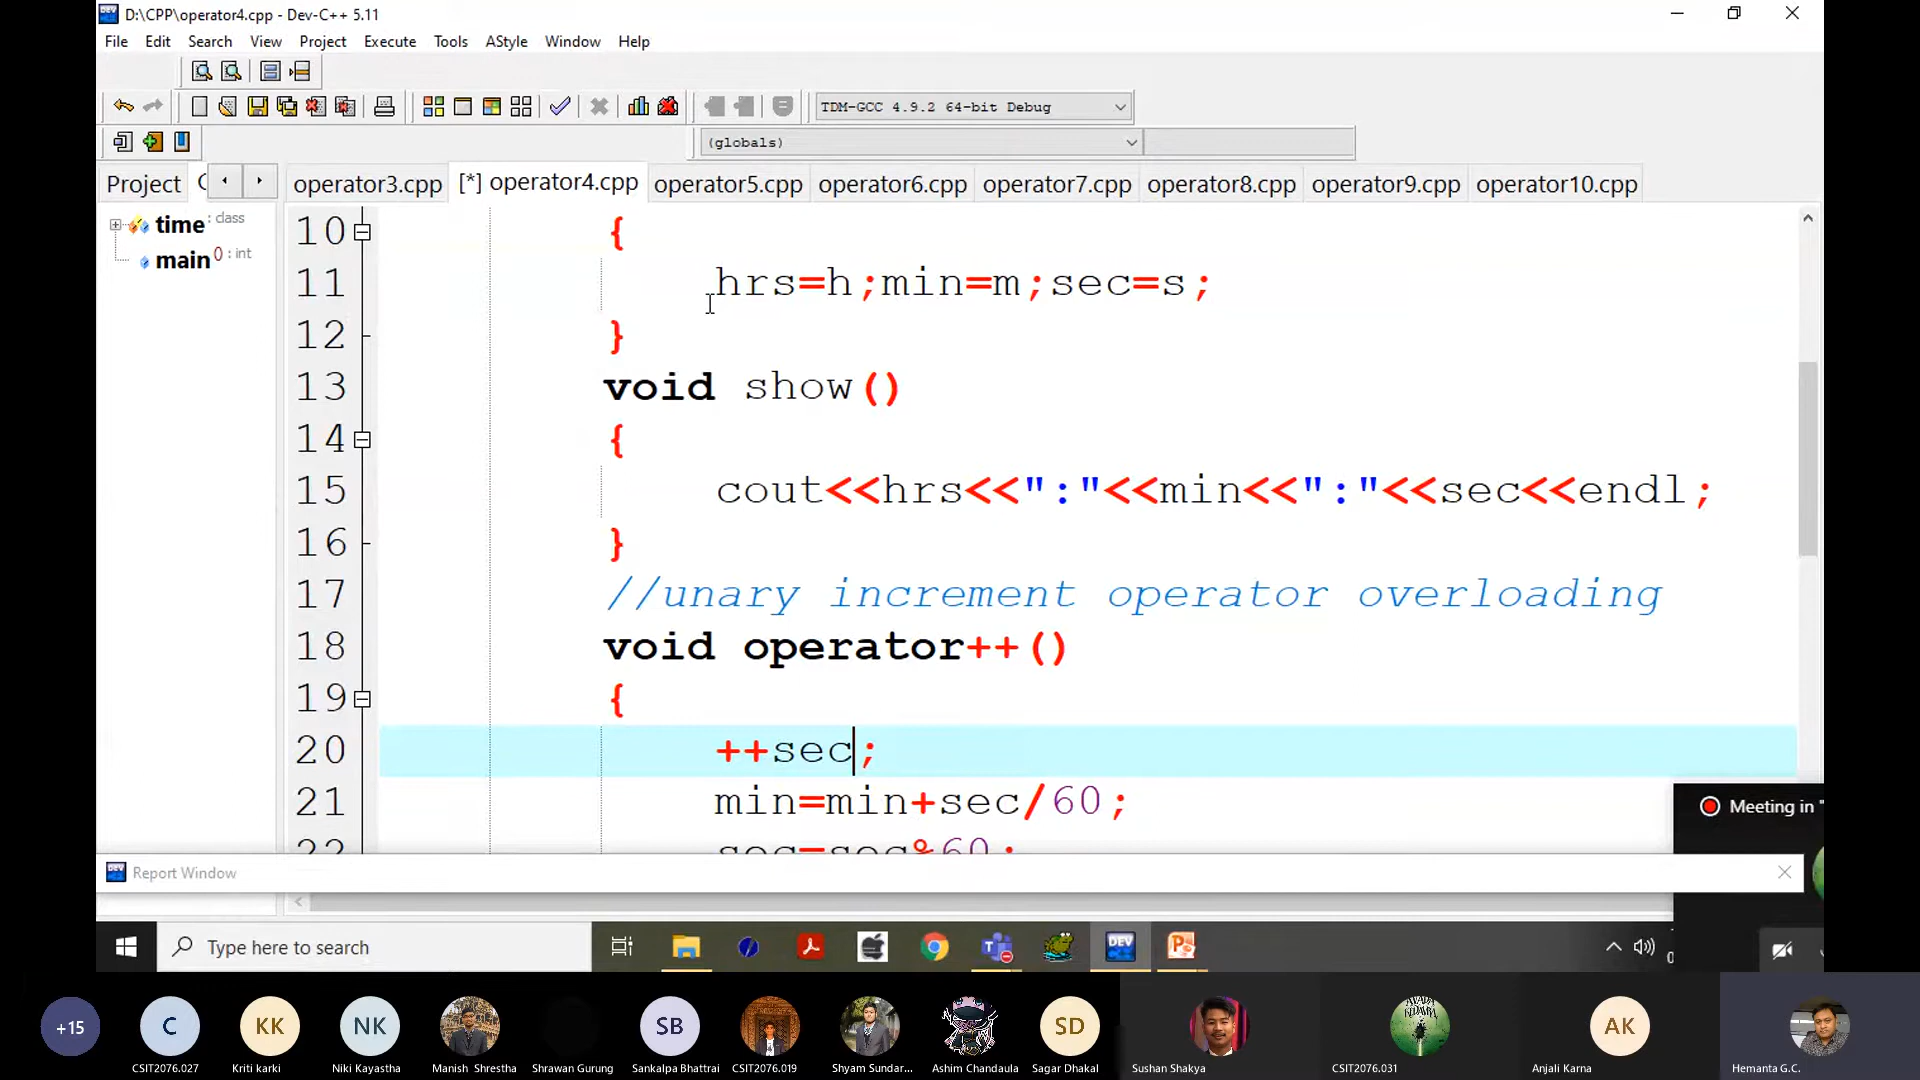 D:\CPP\operator4.cpp - Dev-C++ 5.11
File Edit Search View Project Execute Tools AStyle Window Help
TDM-GCC 4.9.2 64-bit Debug
(globals)
Project operator3.cpp [*] operator4.cpp operator5.cpp operator6.cpp operator7.cpp operator8.cpp operator9.cpp operator10.cpp
time : class
main 0 : int
10 {
11 hrs=h;min=m;sec=s;
12 }
13 void show()
14 {
15 cout<<hrs<<":"<<min<<":"<<sec<<endl;
16 }
17 //unary increment operator overloading
18 void operator++()
19 {
20 ++sec;
21 min=min+sec/60;
22 sec=sec%60;
Meeting in "
Report Window
Type here to search
DEV
+15 C KK NK SB SD AK
CSIT2076.027 Kriti karki Niki Kayastha Manish Shrestha Shrawan Gurung Sankalpa Bhattrai CSIT2076.019 Shyam Sundar... Ashim Chandaula Sagar Dhakal Sushan Shakya CSIT2076.031 Anjali Karna Hemanta G.C.